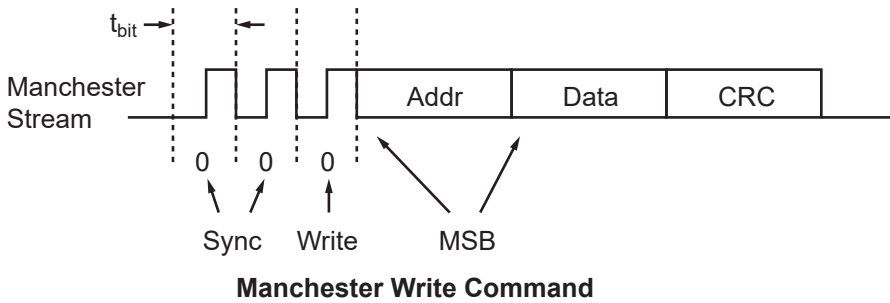 t_bit
Manchester Stream
Addr Data CRC
0 0 0
Sync Write MSB
Manchester Write Command